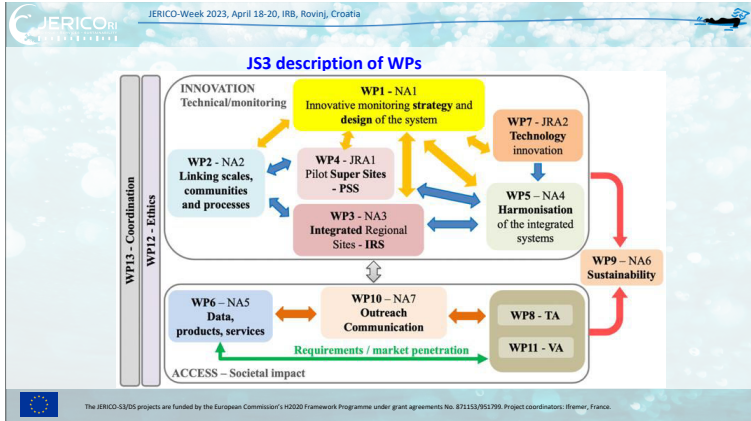 JERICO RI
JERICO-Week 2023, April 18-20, IRB, Rovinj, Croatia
JS3 description of WPs
WP13 - Coordination
WP12 – Ethics
INNOVATION
Technical/monitoring
WP1 - NA1
Innovative monitoring strategy and
design of the system
WP7 - JRA2
Technology
innovation
WP2 - NA2
Linking scales,
communities
and processes
WP4 - JRA1
Pilot Super Sites
- PSS
WP3 - NA3
Integrated Regional
Sites - IRS
WP5 – NA4
Harmonisation
of the integrated
systems
WP9 – NA6
Sustainability
WP6 – NA5
Data,
products, services
WP10 – NA7
Outreach
Communication
WP8 - TA
WP11 - VA
Requirements / market penetration
ACCESS – Societal impact
The JERICO-S3/DS projects are funded by the European Commission's H2020 Framework Programme under grant agreements No. 871153/951799. Project coordinators: Ifremer, France.